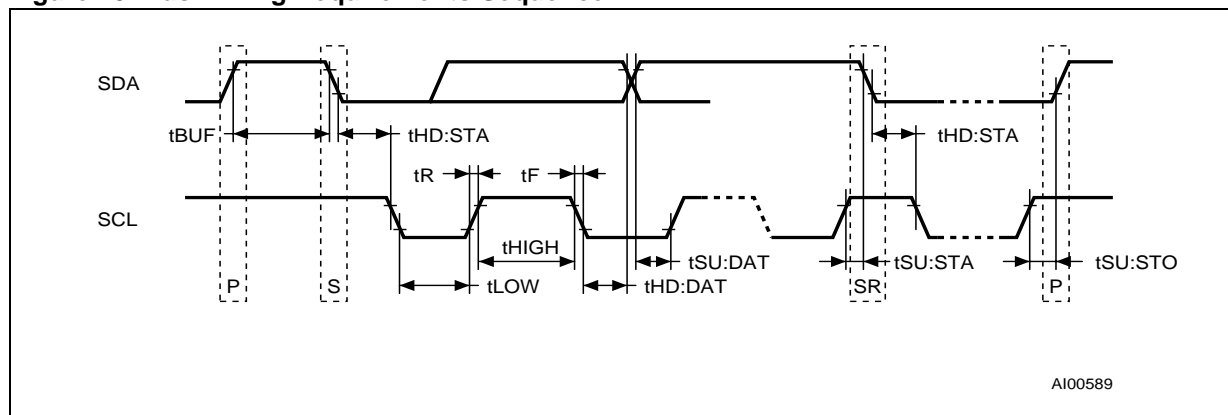 SDA
tBUF
tHD:STA
tHD:STA
tR
tF
SCL
tHIGH
tSU:DAT
tSU:STA
tSU:STO
P
S
tLOW
tHD:DAT
SR
P
AI00589